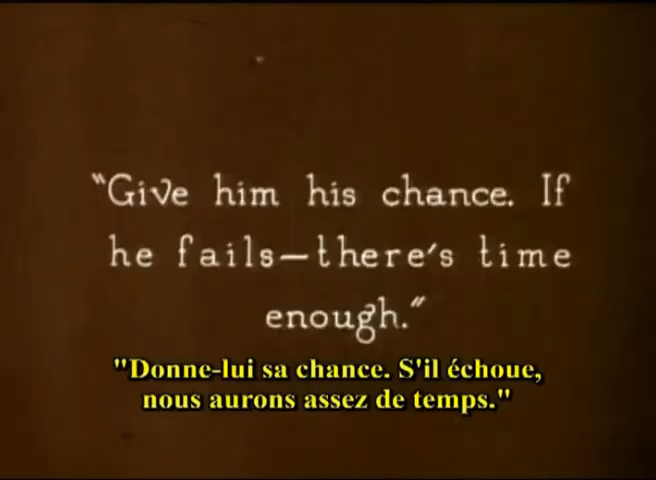 "Give him his chance. If
he fails—there's time
enough."
"Donne-lui sa chance. S'il échoue,
nous aurons assez de temps."